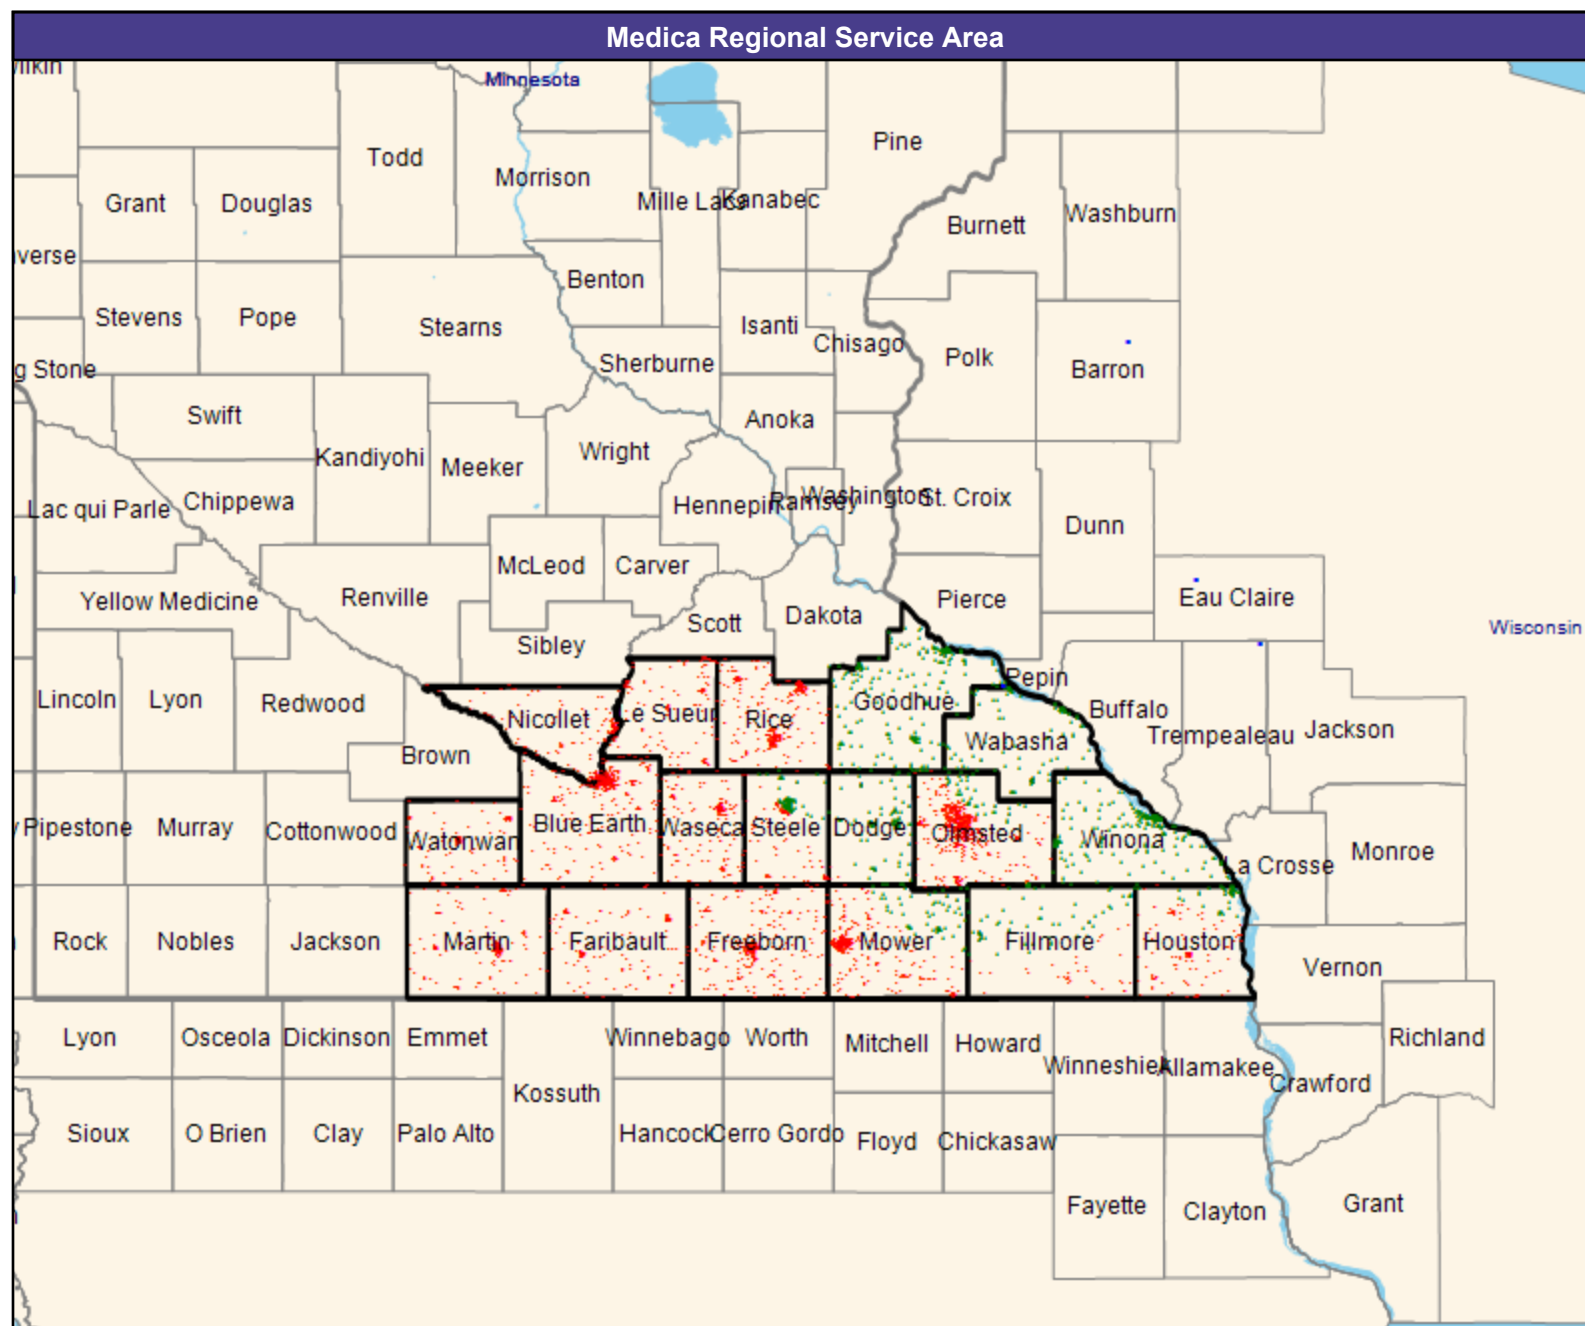 Medica Regional Service Area
Minnesota
Todd
Pine
Morrison
Grant
Douglas
Mille Lacs
Kanabec
Burnett
Washburn
Benton
Stevens
Pope
Stearns
Isanti
Chisago
Sherburne
Polk
Barron
Swift
Anoka
Kandiyohi
Meeker
Wright
Lac qui Parle
Chippewa
Hennepin
Ramsey
Washington
St. Croix
Dunn
McLeod
Carver
Yellow Medicine
Renville
Pierce
Eau Claire
Scott
Dakota
Wisconsin
Sibley
Lincoln
Lyon
Redwood
Nicollet
Le Sueur
Rice
Goodhue
Pepin
Buffalo
Trempealeau
Jackson
Brown
Wabasha
Pipestone
Murray
Cottonwood
Watonwan
Blue Earth
Waseca
Steele
Dodge
Olmsted
Winona
La Crosse
Monroe
Rock
Nobles
Jackson
Martin
Faribault
Freeborn
Mower
Fillmore
Houston
Vernon
Lyon
Osceola
Dickinson
Emmet
Winnebago
Worth
Mitchell
Howard
Richland
Kossuth
Winneshiek
Allamakee
Crawford
Sioux
O Brien
Clay
Palo Alto
Hancock
Cerro Gordo
Floyd
Chickasaw
Fayette
Clayton
Grant